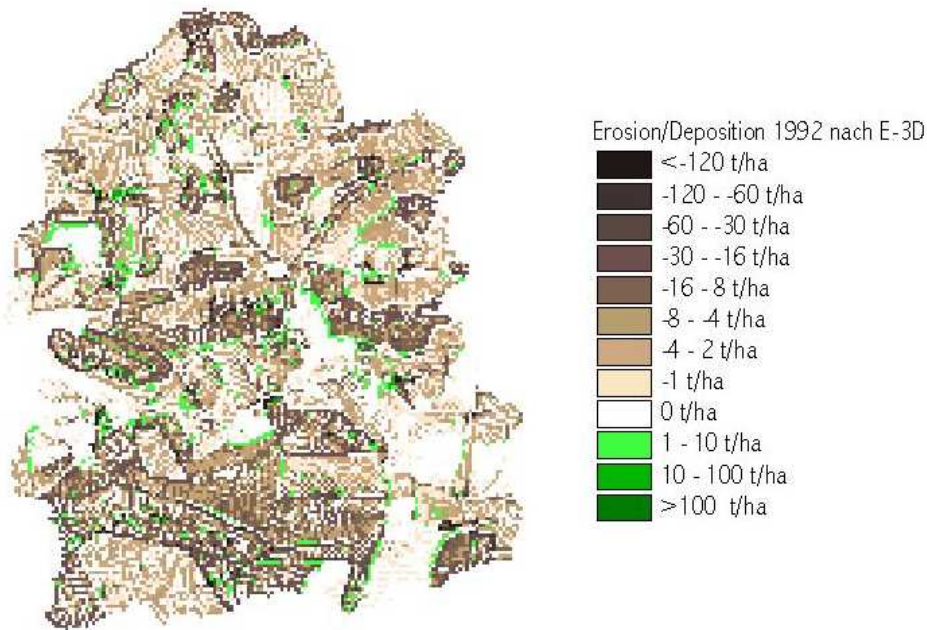 Erosion/Deposition 1992 nach E-3D
<-120 t/ha
-120 - -60 t/ha
-60 - -30 t/ha
-30 - -16 t/ha
-16 - 8 t/ha
-8 - -4 t/ha
-4 - 2 t/ha
-1 t/ha
0 t/ha
1 - 10 t/ha
10 - 100 t/ha
>100 t/ha